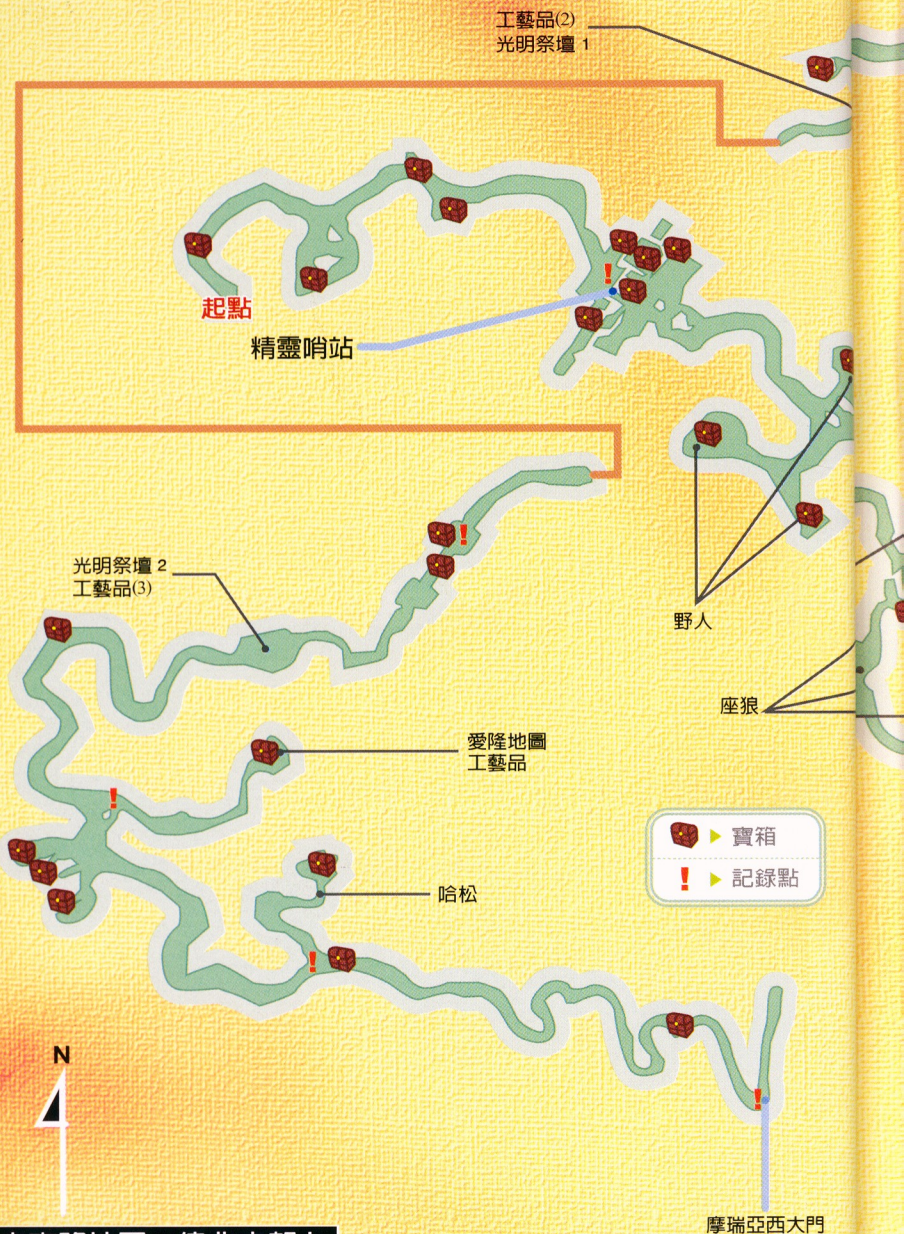 工藝品(2)
光明祭壇 1
起點
精靈哨站
光明祭壇 2
工藝品(3)
野人
座狼
愛隆地圖
工藝品
寶箱
記錄點
哈松
N
摩瑞亞西大門